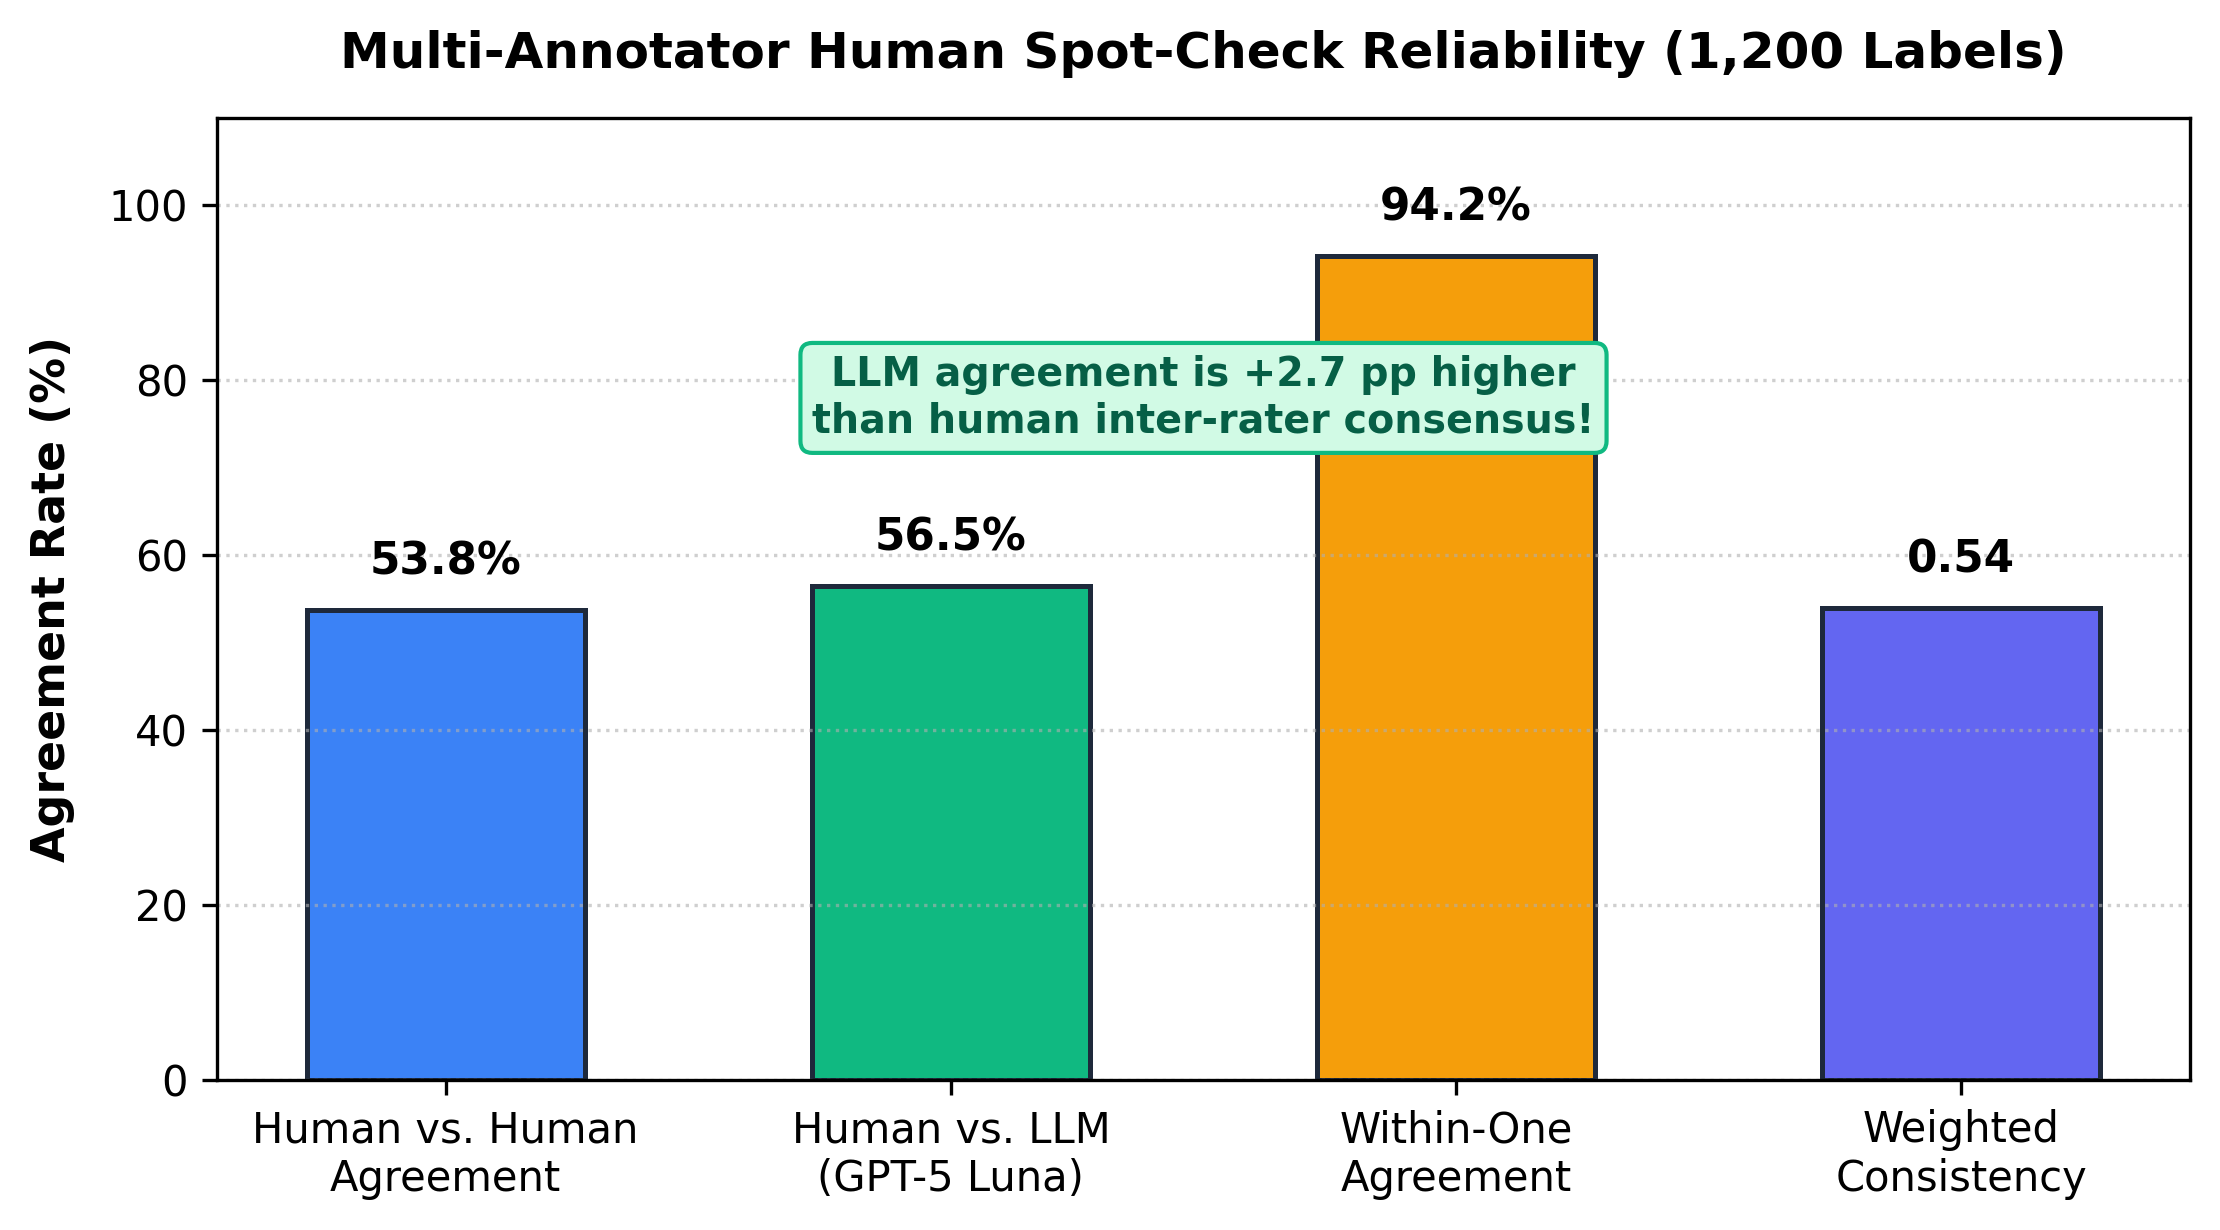 Multi-Annotator Human Spot-Check Reliability (1,200 Labels)
Agreement Rate (%)
100
80
60
40
20
0
53.8%
56.5%
94.2%
0.54
LLM agreement is +2.7 pp higher
than human inter-rater consensus!
Human vs. Human
Agreement
Human vs. LLM
(GPT-5 Luna)
Within-One
Agreement
Weighted
Consistency